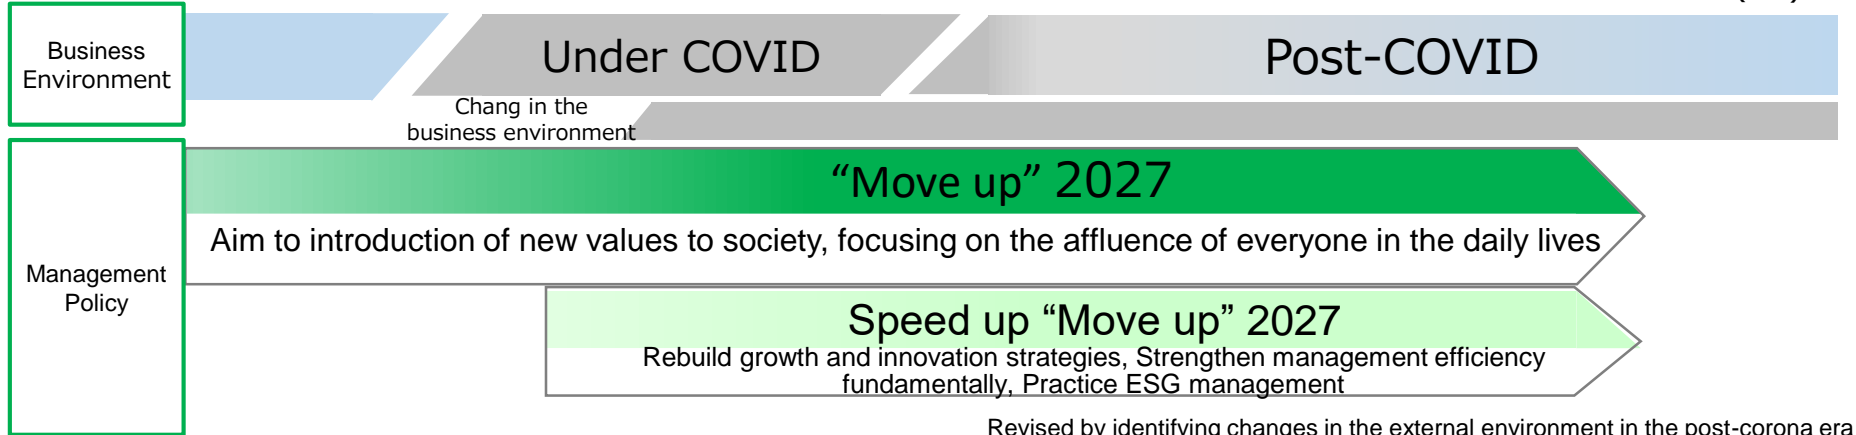 Business
Environment
Under COVID
Post-COVID
Chang in the
business environment
Management
Policy
“Move up” 2027
Aim to introduction of new values to society, focusing on the affluence of everyone in the daily lives
Speed up “Move up” 2027
Rebuild growth and innovation strategies, Strengthen management efficiency
fundamentally, Practice ESG management
Revised by identifying changes in the external environment in the post-corona era